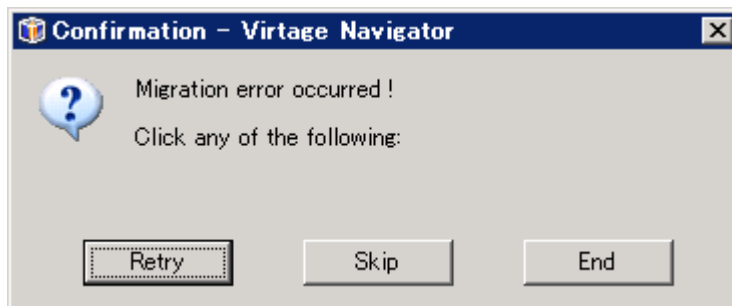 Confirmation - Virtage Navigator
Migration error occurred !
Click any of the following:
Retry Skip End